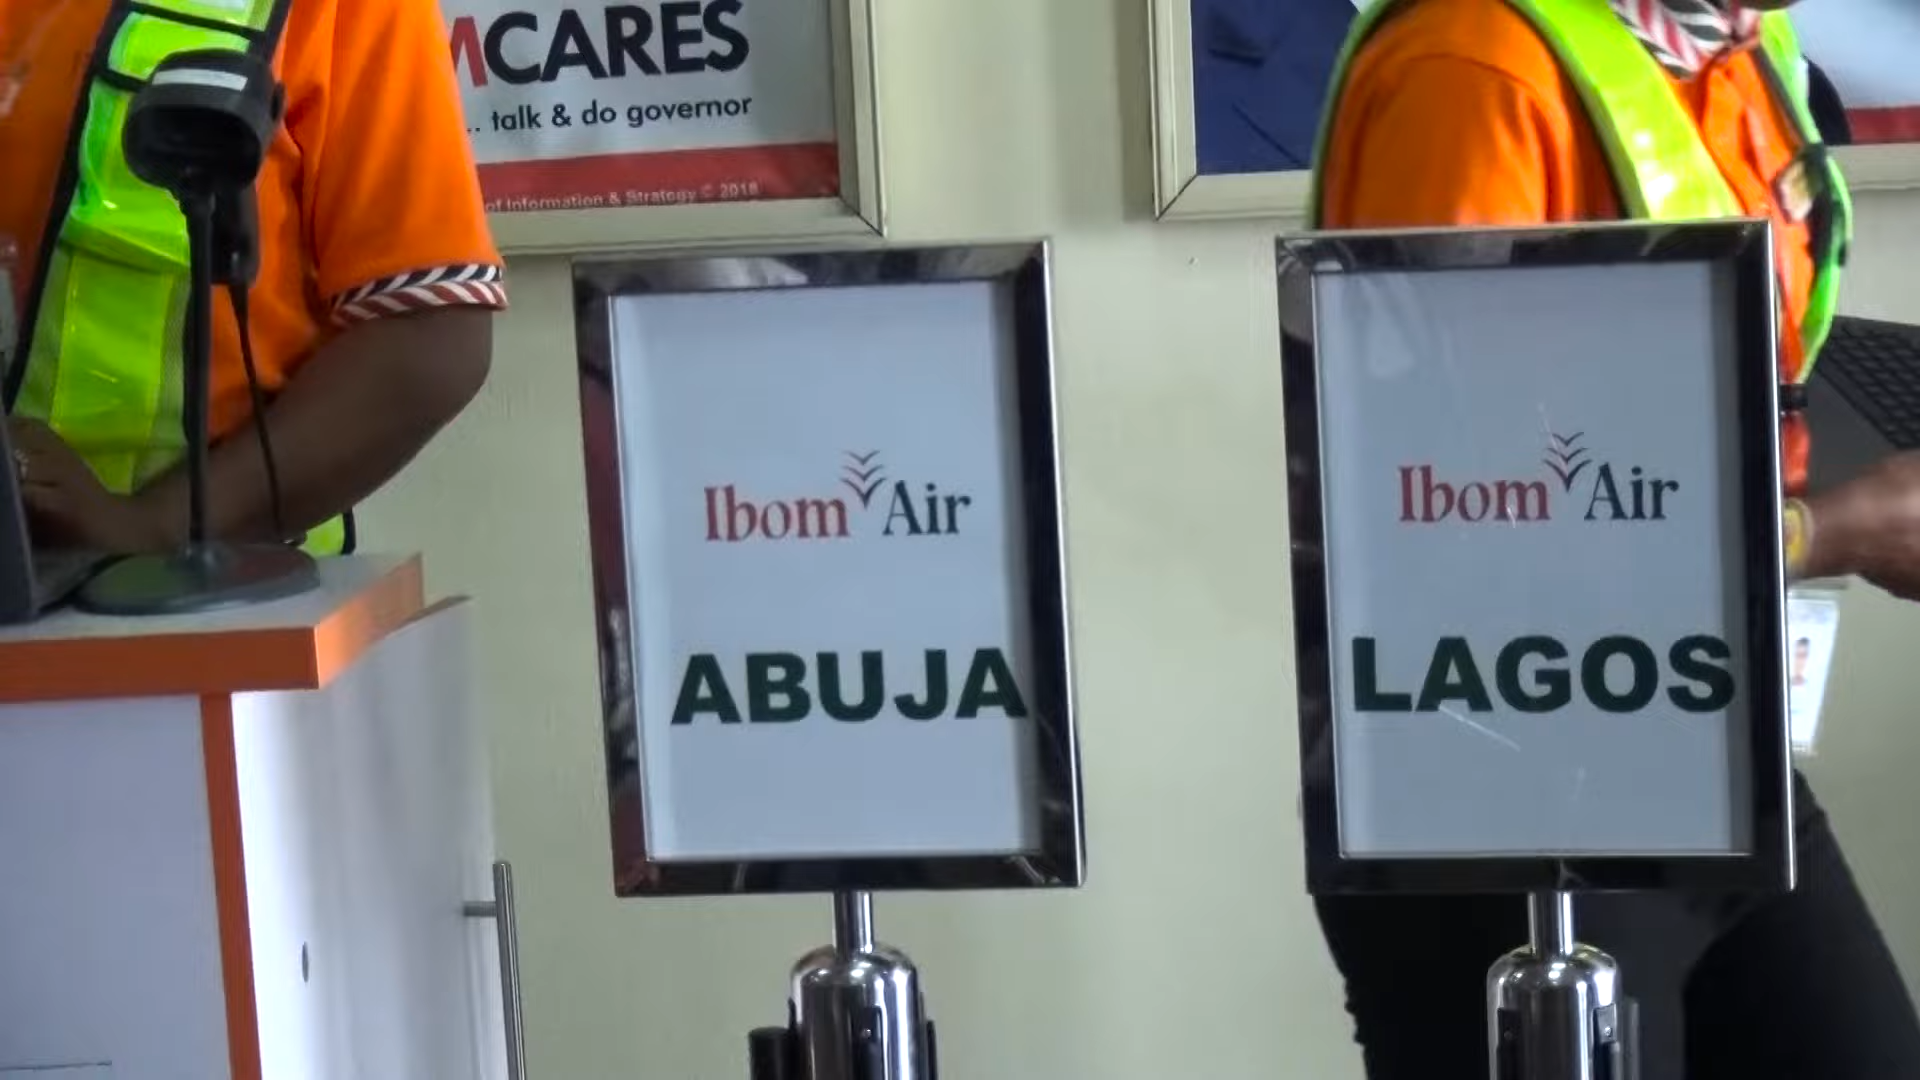 MCARES
... talk & do governor
of Information & Strategy © 2018
Ibom Air
ABUJA
Ibom Air
LAGOS